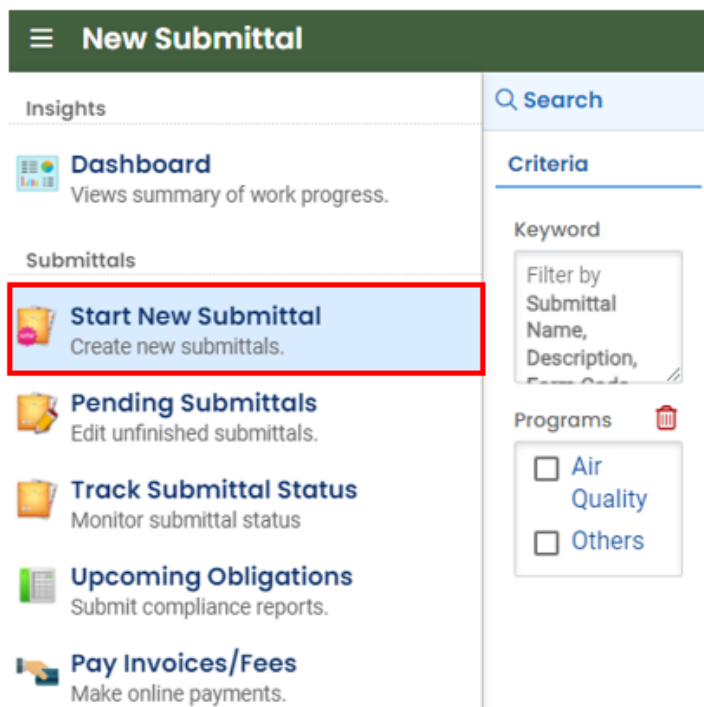 New Submittal
Insights
Dashboard
Views summary of work progress.
Submittals
Start New Submittal
Create new submittals.
Pending Submittals
Edit unfinished submittals.
Track Submittal Status
Monitor submittal status
Upcoming Obligations
Submit compliance reports.
Pay Invoices/Fees
Make online payments.
Search
Criteria
Keyword
Filter by
Submittal
Name,
Description,
Form Code
Programs
Air
Quality
Others